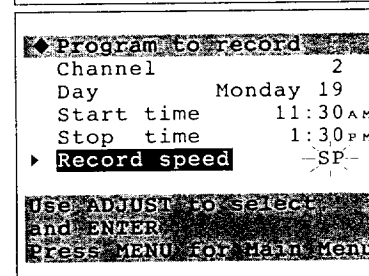 ◆ Program to record
Channel 2
Day Monday 19
Start time 11:30AM
Stop time 1:30PM
▶ Record speed SP
Use ADJUST to select
and ENTER
Press MENU for Main Menu